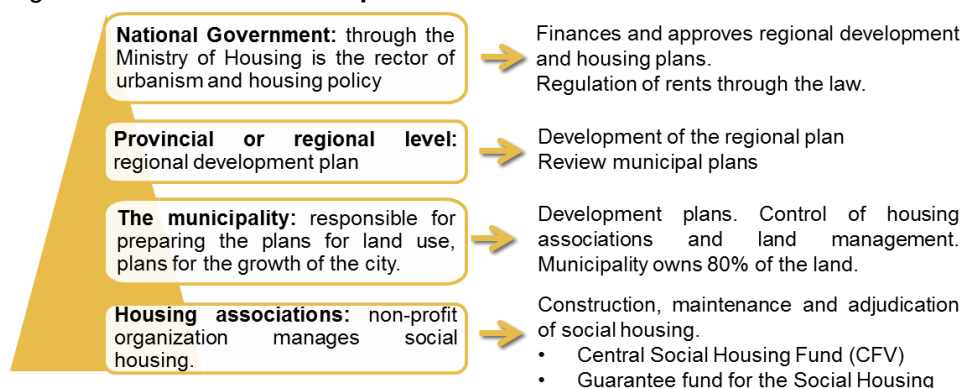 National Government: through the
Ministry of Housing is the rector of
urbanism and housing policy
Finances and approves regional development
and housing plans.
Regulation of rents through the law.
Provincial or regional level:
regional development plan
Development of the regional plan
Review municipal plans
The municipality: responsible for
preparing the plans for land use,
plans for the growth of the city.
Development plans. Control of housing
associations and land management.
Municipality owns 80% of the land.
Housing associations: non-profit
organization manages social
housing.
Construction, maintenance and adjudication
of social housing.
• Central Social Housing Fund (CFV)
• Guarantee fund for the Social Housing